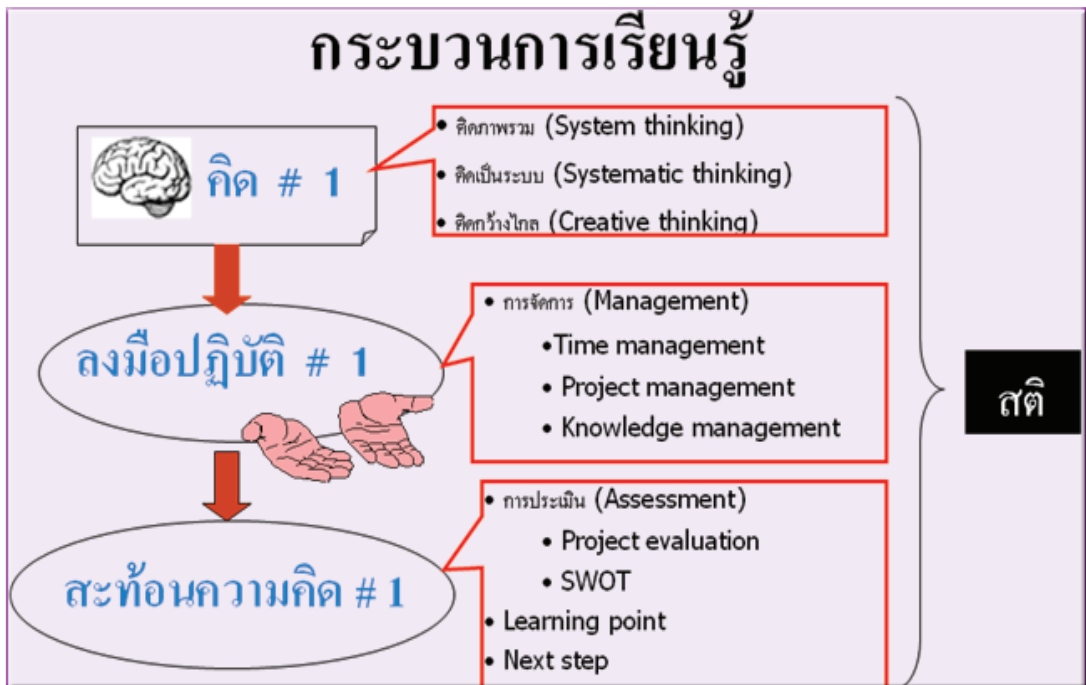 กระบวนการเรียนรู้
คิด # 1
• คิดภาพรวม (System thinking)
• คิดเป็นระบบ (Systematic thinking)
• คิดกว้างไกล (Creative thinking)
ลงมือปฏิบัติ # 1
• การจัดการ (Management)
•Time management
• Project management
• Knowledge management
สติ
สะท้อนความคิด # 1
• การประเมิน (Assessment)
• Project evaluation
• SWOT
• Learning point
• Next step